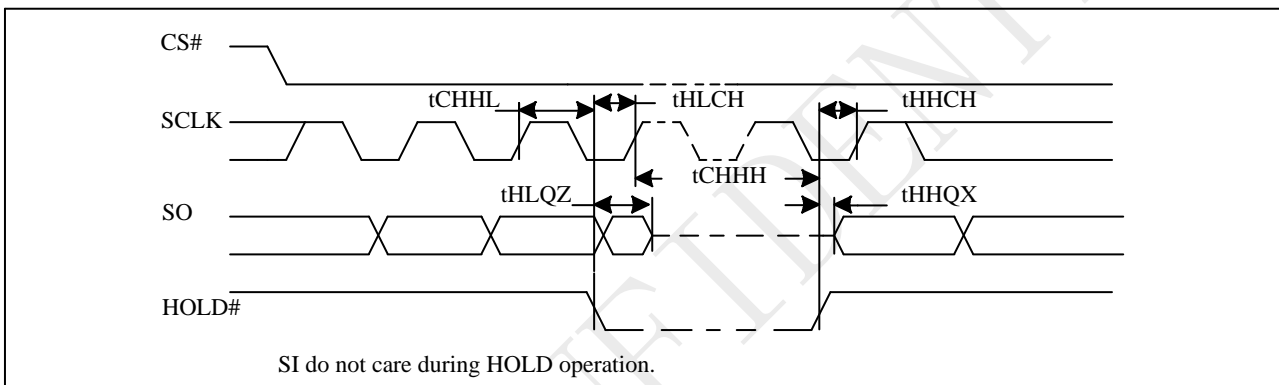 CS#
tCHHL
tHLCH
tHHCH
SCLK
tCHHH
tHLQZ
tHHQX
SO
HOLD#
SI do not care during HOLD operation.